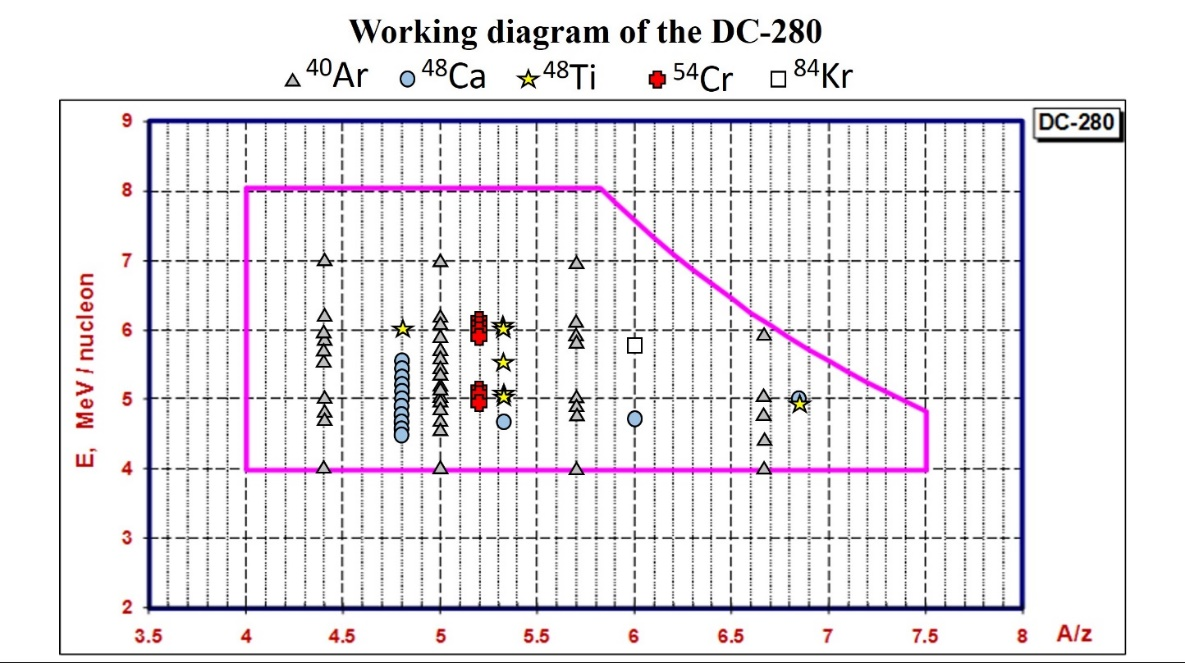 Working diagram of the DC-280
⁴⁰Ar ⁴⁸Ca ⁴⁸Ti ⁵⁴Cr ⁸⁴Kr
DC-280
E, MeV / nucleon
9
8
7
6
5
4
3
2
3.5 4 4.5 5 5.5 6 6.5 7 7.5 8 A/z